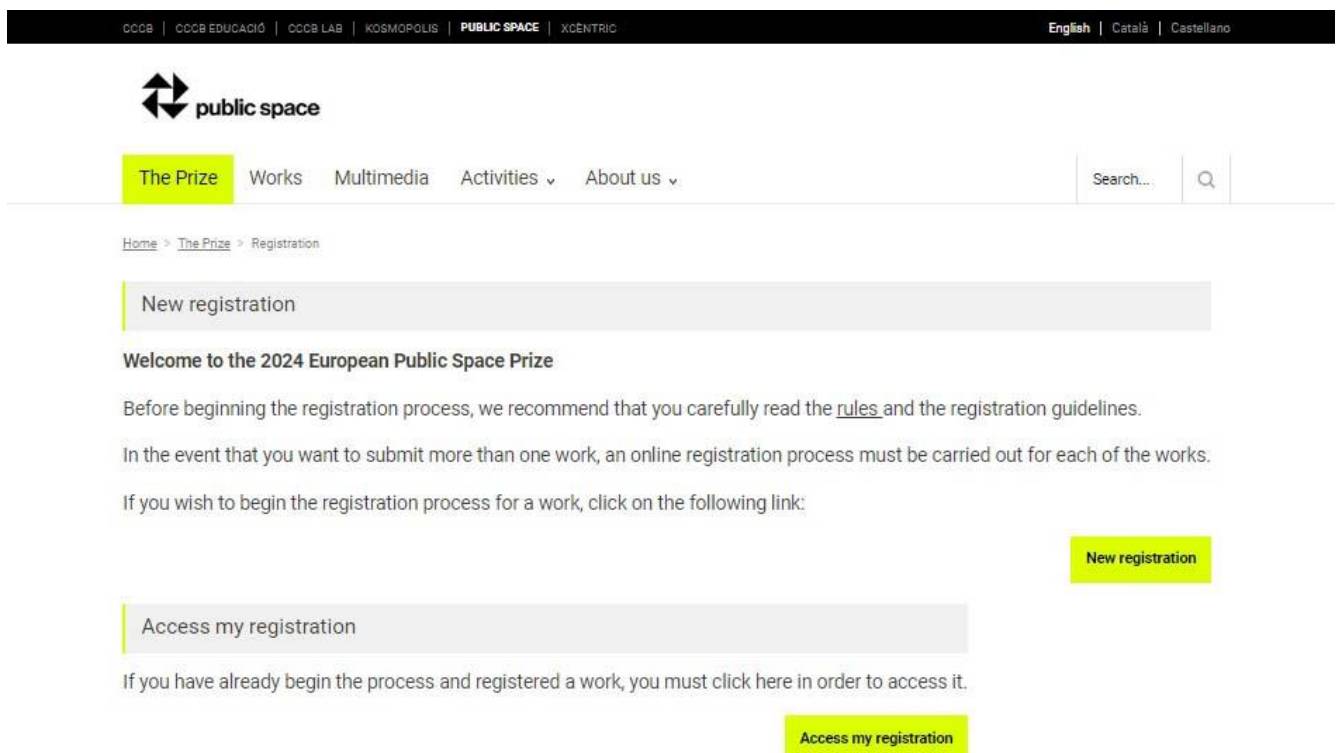 CCCB | CCCB EDUCACIÓ | CCCB LAB | KOSMOPOLIS | PUBLIC SPACE | XCÈNTRIC
English | Català | Castellano
public space
The Prize Works Multimedia Activities About us
Search...
Home > The Prize > Registration
New registration
Welcome to the 2024 European Public Space Prize
Before beginning the registration process, we recommend that you carefully read the rules and the registration guidelines.
In the event that you want to submit more than one work, an online registration process must be carried out for each of the works.
If you wish to begin the registration process for a work, click on the following link:
New registration
Access my registration
If you have already begin the process and registered a work, you must click here in order to access it.
Access my registration